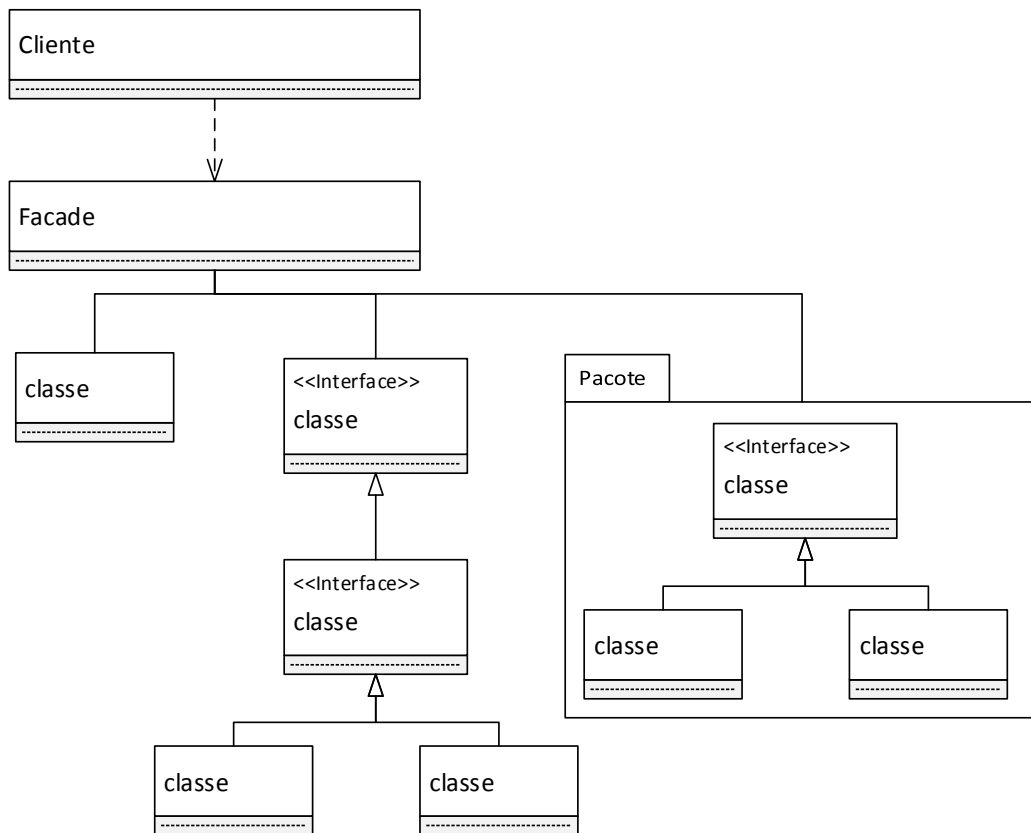 Cliente
Facade
classe
<<Interface>>
classe
Pacote
<<Interface>>
classe
<<Interface>>
classe
classe
classe
classe
classe